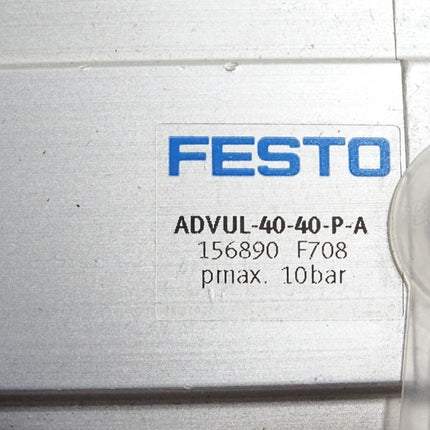 FESTO
ADVUL-40-40-P-A
156890 F708
pmax. 10bar